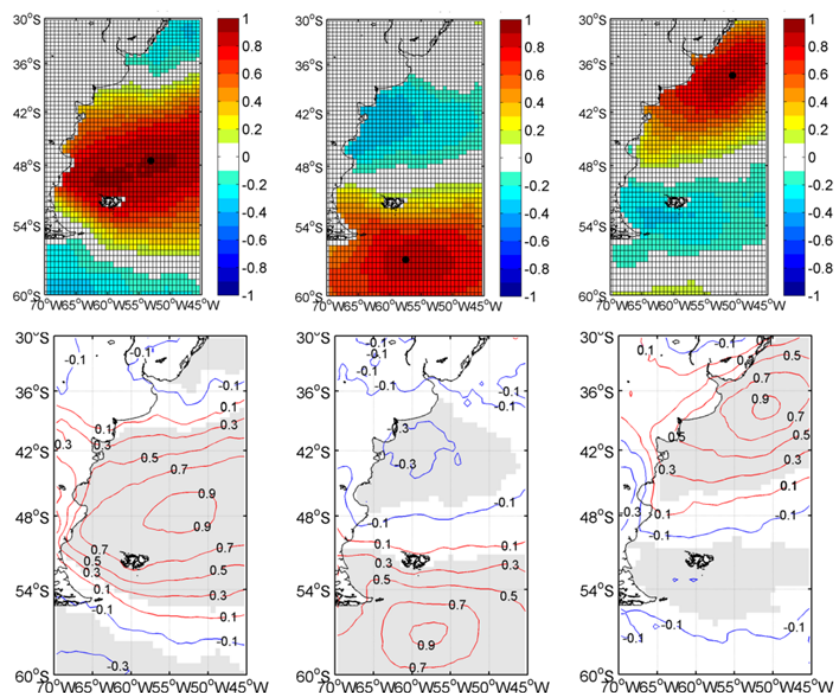 30°S 1 30°S 1 30°S 1
0.8 0.8 0.8
36°S 0.6 36°S 0.6 36°S 0.6
0.4 0.4 0.4
42°S 0.2 42°S 0.2 42°S 0.2
0 0 0
48°S -0.2 48°S -0.2 48°S -0.2
-0.4 -0.4 -0.4
54°S -0.6 54°S -0.6 54°S -0.6
-0.8 -0.8 -0.8
60°S -1 60°S -1 60°S -1
70°W65°W60°W55°W50°W45°W 70°W65°W60°W55°W50°W45°W 70°W65°W60°W55°W50°W45°W
30°S -0.1 -0.1 30°S -0.1 -0.1 30°S 0.1 0.1 0.3 0.5
36°S -0.1 36°S -0.1 36°S 0.7
0.1 0.1 0.9 0.7
0.3 0.3 0.3 -0.3 0.5 0.5
42°S 0.5 42°S -0.3 42°S 0.3 0.3
0.7 -0.1 0.1 0.1
0.9 -0.1
48°S 0.9 48°S -0.1 48°S -0.1
0.7 0.7 0.1 0.1
0.5 0.5 0.3 0.3
54°S 0.3 0.3 54°S 0.5 0.5 54°S
0.1 0.1 0.7 0.7
-0.1 -0.1 0.9 -0.1 -0.1
60°S -0.3 60°S 0.7 60°S
70°W65°W60°W55°W50°W45°W 70°W65°W60°W55°W50°W45°W 70°W65°W60°W55°W50°W45°W